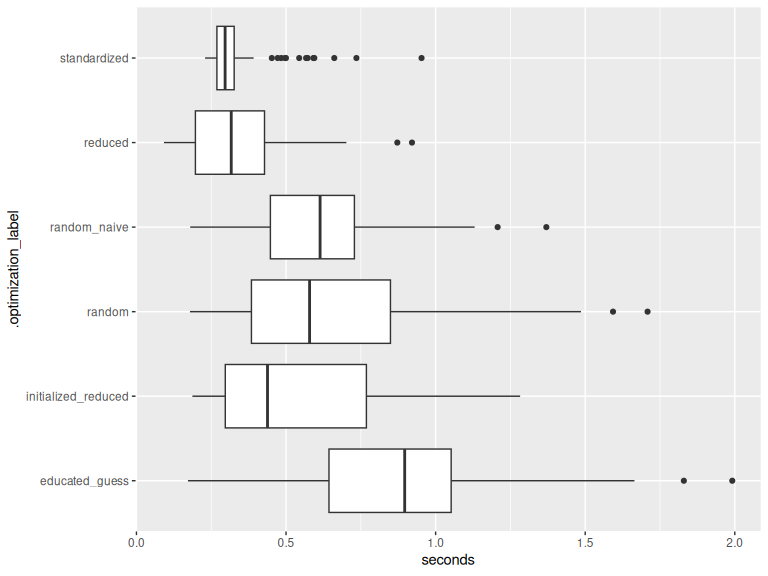 standardized
reduced
random_naive
random
initialized_reduced
educated_guess
.optimization_label
0.0 0.5 1.0 1.5 2.0
seconds